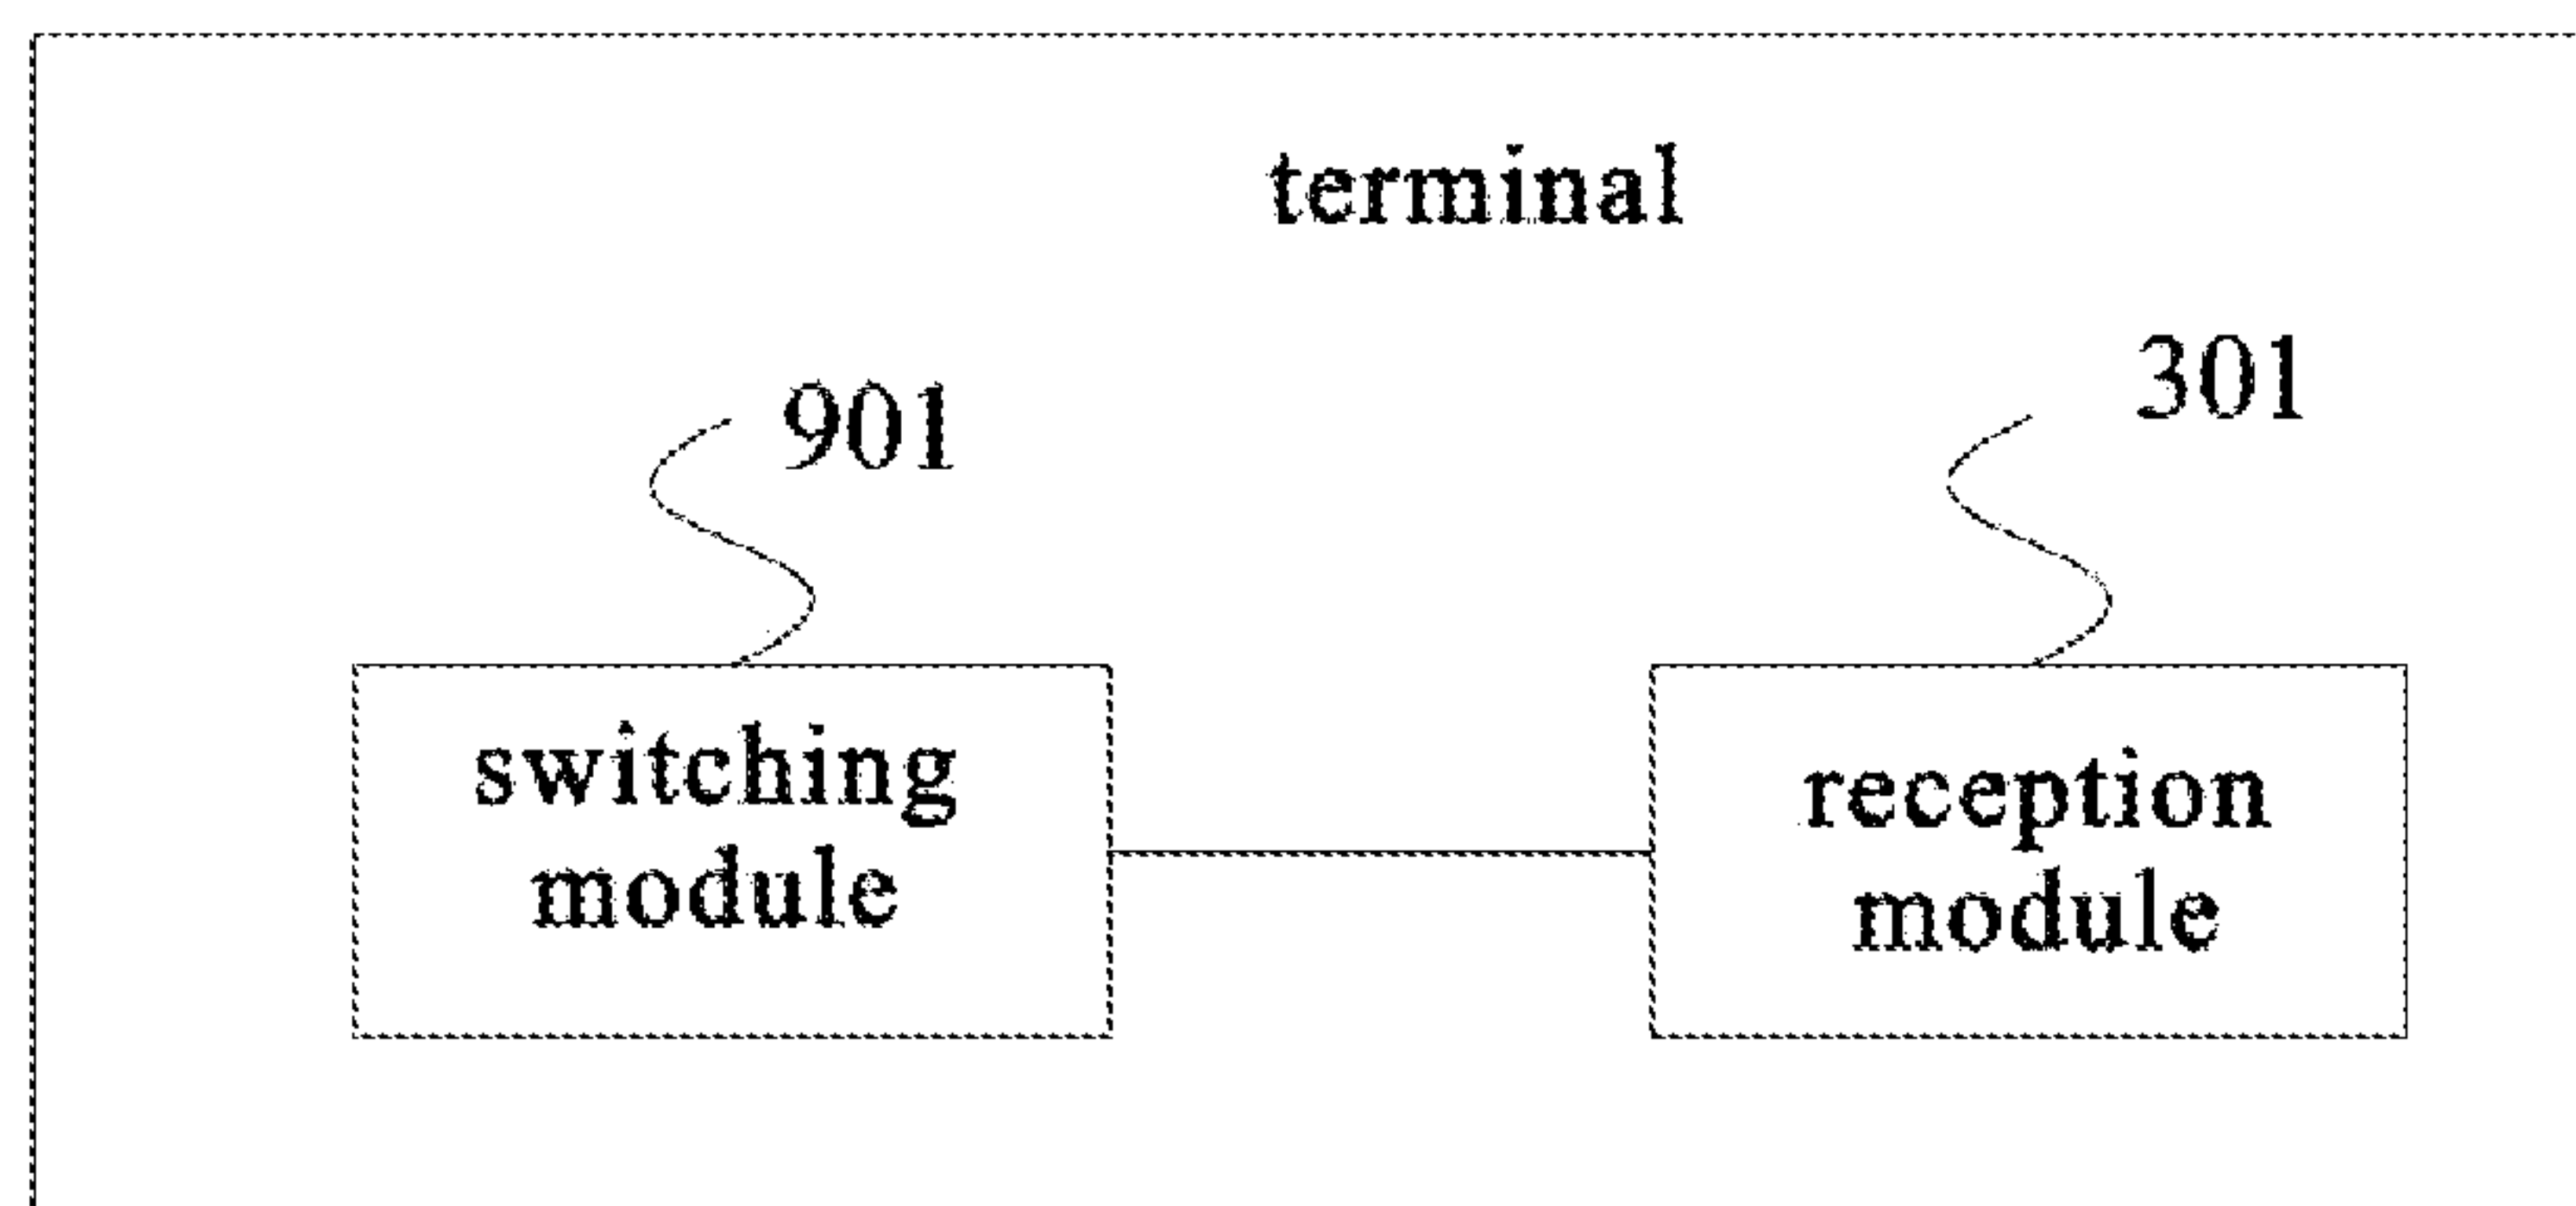 terminal
901
301
switching
module
reception
module